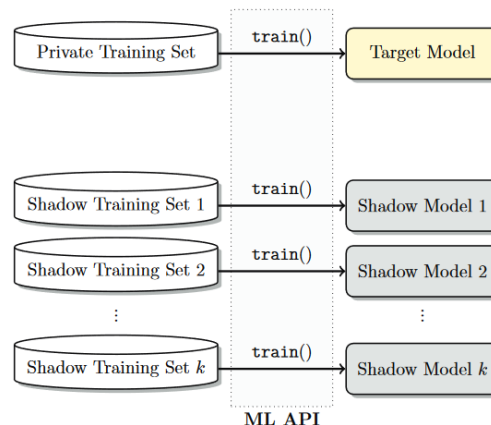 Private Training Set train() Target Model
Shadow Training Set 1 train() Shadow Model 1
Shadow Training Set 2 train() Shadow Model 2
⋮ ⋮
Shadow Training Set k train() Shadow Model k
ML API